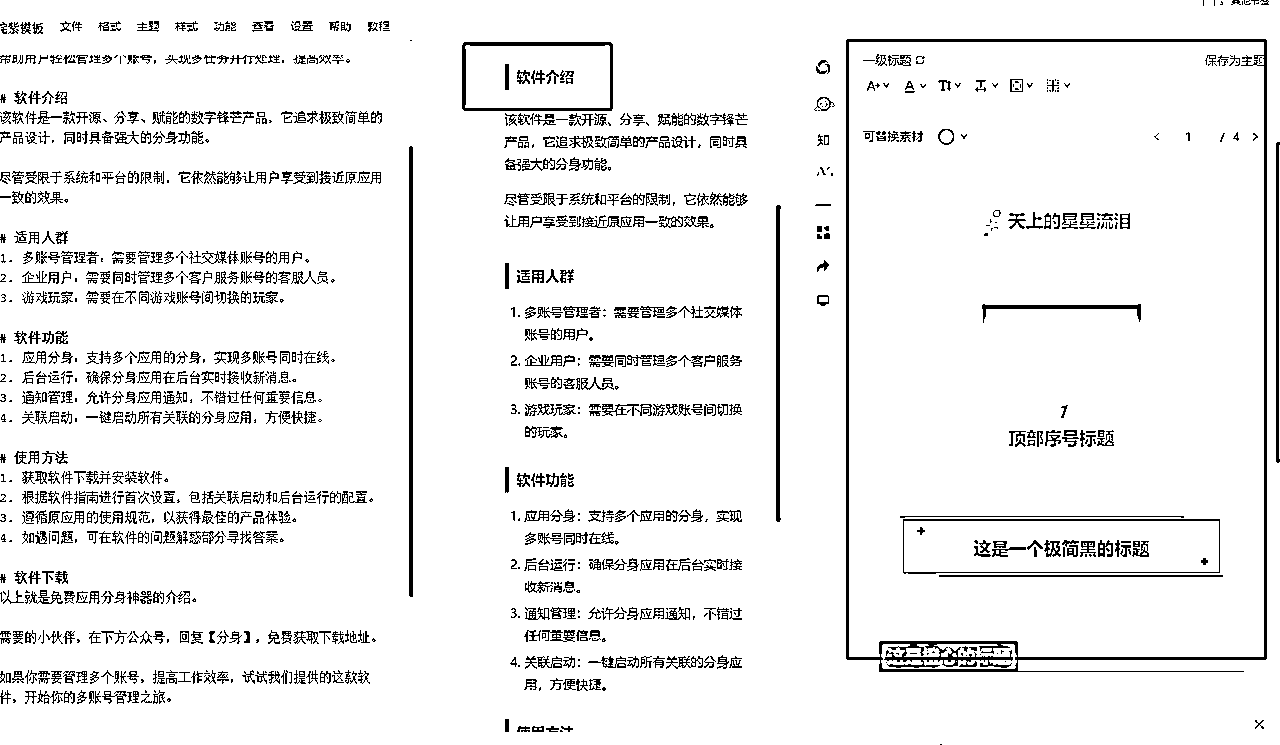 模板 文件 格式 主题 样式 功能 查看 设置 帮助 教程
帮助用户轻松管理多个账号，实现多任务并行处理，提高效率。
# 软件介绍
该软件是一款开源、分享、赋能的数字锋芒产品，它追求极致简单的
产品设计，同时具备强大的分身功能。
尽管受限于系统和平台的限制，它依然能够让用户享受到接近原应用
一致的效果。
# 适用人群
1. 多账号管理者：需要管理多个社交媒体账号的用户。
2. 企业用户：需要同时管理多个客户服务账号的客服人员。
3. 游戏玩家：需要在不同游戏账号间切换的玩家。
# 软件功能
1. 应用分身：支持多个应用的分身，实现多账号同时在线。
2. 后台运行：确保分身应用在后台实时接收新消息。
3. 通知管理：允许分身应用通知，不错过任何重要信息。
4. 关联启动：一键启动所有关联的分身应用，方便快捷。
# 使用方法
1. 获取软件下载并安装软件。
2. 根据软件指南进行首次设置，包括关联启动和后台运行的配置。
3. 遵循原应用的使用规范，以获得最佳的产品体验。
4. 如遇问题，可在软件的问题解惑部分寻找答案。
# 软件下载
以上就是免费应用分身神器的介绍。
需要的小伙伴，在下方公众号，回复【分身】，免费获取下载地址。
如果你需要管理多个账号，提高工作效率，试试我们提供的这款软
件，开始你的多账号管理之旅。
软件介绍
该软件是一款开源、分享、赋能的数字锋芒
产品，它追求极致简单的产品设计，同时具
备强大的分身功能。
尽管受限于系统和平台的限制，它依然能够
让用户享受到接近原应用一致的效果。
适用人群
1. 多账号管理者：需要管理多个社交媒体
账号的用户。
2. 企业用户：需要同时管理多个客户服务
账号的客服人员。
3. 游戏玩家：需要在不同游戏账号间切换
的玩家。
软件功能
1. 应用分身：支持多个应用的分身，实现
多账号同时在线。
2. 后台运行：确保分身应用在后台实时接
收新消息。
3. 通知管理：允许分身应用通知，不错过
任何重要信息。
4. 关联启动：一键启动所有关联的分身应
用，方便快捷。
使用方法
知
一级标题 保存为主题
可替换素材 < 1 / 4 >
天上的星星流泪
1
顶部序号标题
这是一个极简黑的标题